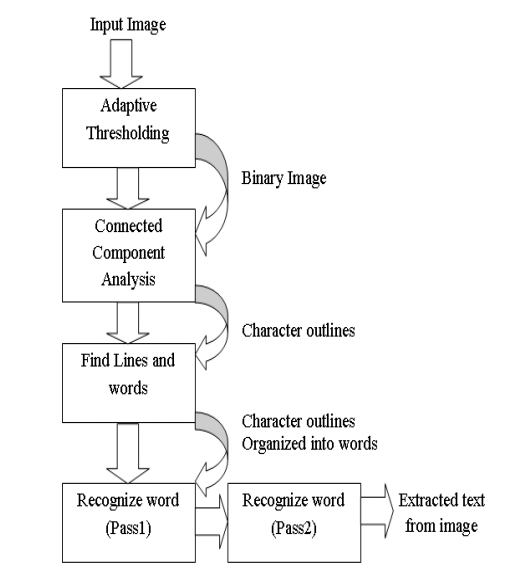 Input Image
Adaptive
Thresholding
Binary Image
Connected
Component
Analysis
Character outlines
Find Lines and
words
Character outlines
Organized into words
Recognize word
(Pass1)
Recognize word
(Pass2)
Extracted text
from image